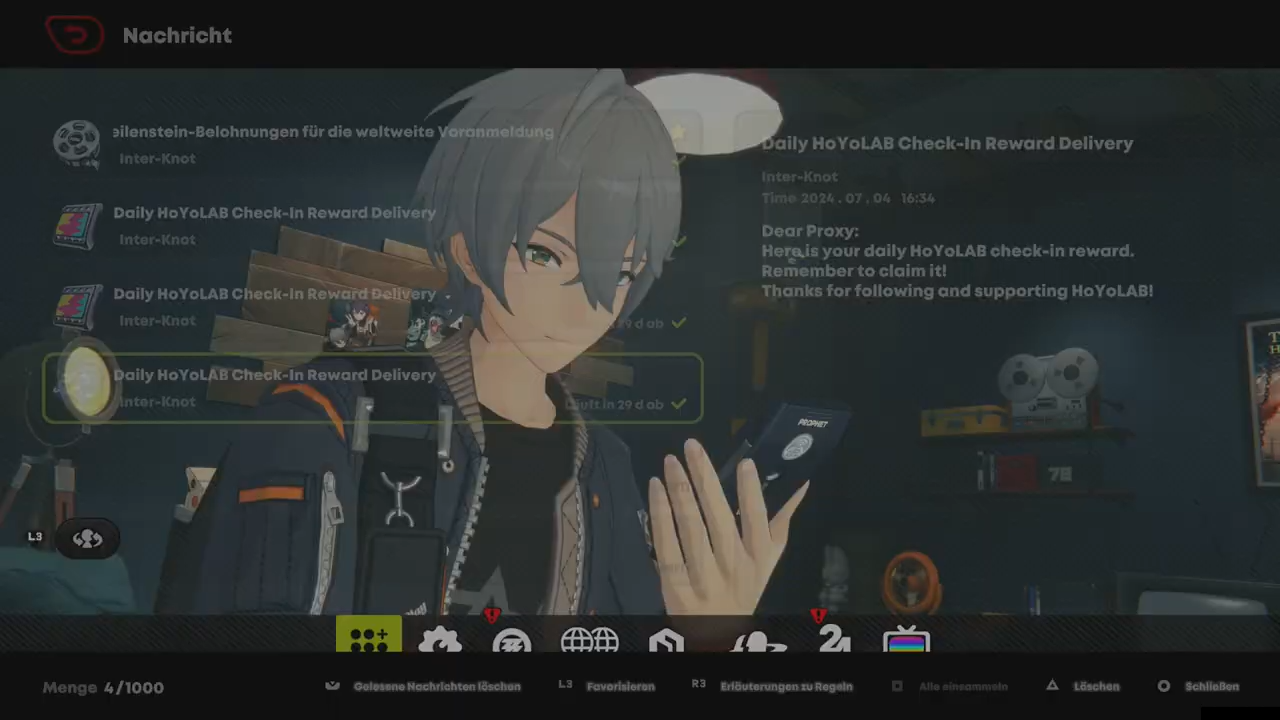 Nachricht
eilenstein-Belohnungen für die weltweite Voranmeldung
Inter-Knot
Daily HoYoLAB Check-In Reward Delivery
Inter-Knot
Daily HoYoLAB Check-In Reward Delivery
Inter-Knot
29 d ab
Daily HoYoLAB Check-In Reward Delivery
Inter-Knot
Läuft in 29 d ab
Daily HoYoLAB Check-In Reward Delivery
Inter-Knot
Time 2024 . 07 . 04 16:34
Dear Proxy:
Here is your daily HoYoLAB check-in reward.
Remember to claim it!
Thanks for following and supporting HoYoLAB!
PROPHET
78
L3
Menge 4/1000
Gelesene Nachrichten löschen
L3 Favorisieren
R3 Erläuterungen zu Regeln
Alle einsammeln
Löschen
Schließen